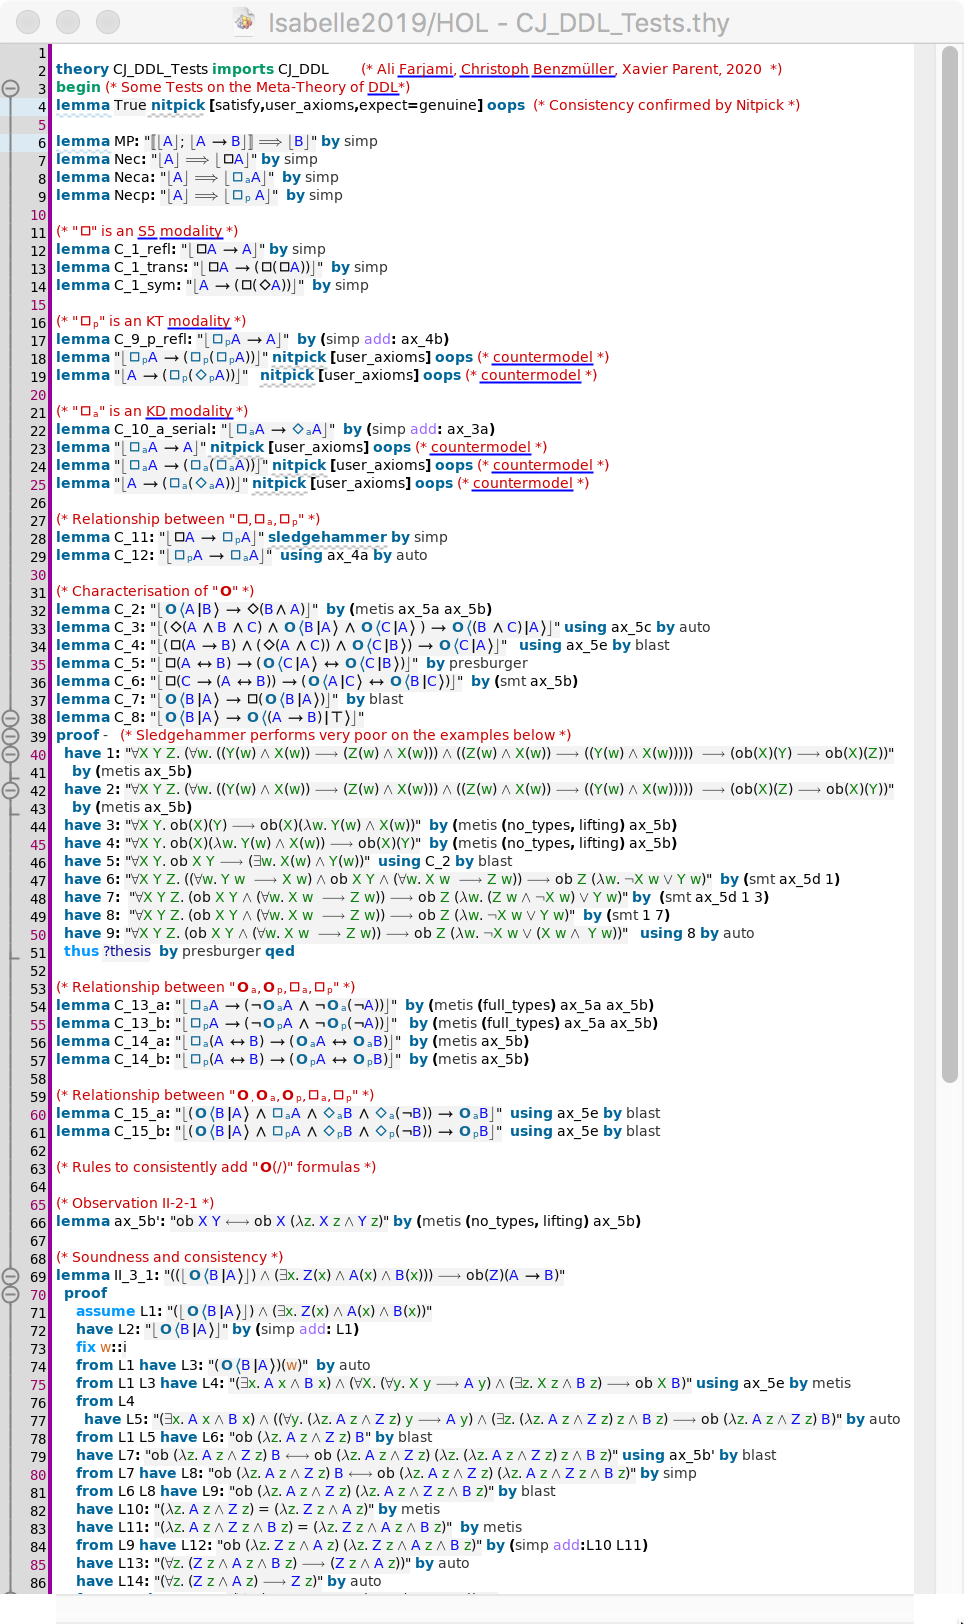 Isabelle2019/HOL - CJ_DDL_Tests.thy
1
2 theory CJ_DDL_Tests imports CJ_DDL (* Ali Farjami, Christoph Benzmüller, Xavier Parent, 2020 *)
3 begin (* Some Tests on the Meta-Theory of DDL*)
4 lemma True nitpick [satisfy,user_axioms,expect=genuine] oops (* Consistency confirmed by Nitpick *)
5
6 lemma MP: "⟦⌊A⌋; ⌊A → B⌋⟧ ⟹ ⌊B⌋" by simp
7 lemma Nec: "⌊A⌋ ⟹ ⌊□A⌋" by simp
8 lemma Neca: "⌊A⌋ ⟹ ⌊□ₐA⌋" by simp
9 lemma Necp: "⌊A⌋ ⟹ ⌊□ₚ A⌋" by simp
10
11 (* "□" is an S5 modality *)
12 lemma C_1_refl: "⌊□A → A⌋" by simp
13 lemma C_1_trans: "⌊□A → (□(□A))⌋" by simp
14 lemma C_1_sym: "⌊A → (□(◇A))⌋" by simp
15
16 (* "□ₚ" is an KT modality *)
17 lemma C_9_p_refl: "⌊□ₚA → A⌋" by (simp add: ax_4b)
18 lemma "⌊□ₚA → (□ₚ(□ₚA))⌋" nitpick [user_axioms] oops (* countermodel *)
19 lemma "⌊A → (□ₚ(◇ₚA))⌋" nitpick [user_axioms] oops (* countermodel *)
20
21 (* "□ₐ" is an KD modality *)
22 lemma C_10_a_serial: "⌊□ₐA → ◇ₐA⌋" by (simp add: ax_3a)
23 lemma "⌊□ₐA → A⌋" nitpick [user_axioms] oops (* countermodel *)
24 lemma "⌊□ₐA → (□ₐ(□ₐA))⌋" nitpick [user_axioms] oops (* countermodel *)
25 lemma "⌊A → (□ₐ(◇ₐA))⌋" nitpick [user_axioms] oops (* countermodel *)
26
27 (* Relationship between "□,□ₐ,□ₚ" *)
28 lemma C_11: "⌊□A → □ₚA⌋" sledgehammer by simp
29 lemma C_12: "⌊□ₚA → □ₐA⌋" using ax_4a by auto
30
31 (* Characterisation of "O" *)
32 lemma C_2: "⌊O⟨A|B⟩ → ◇(B∧A)⌋" by (metis ax_5a ax_5b)
33 lemma C_3: "⌊(◇(A ∧ B ∧ C) ∧ O⟨B|A⟩ ∧ O⟨C|A⟩ ) → O⟨(B ∧ C)|A⟩⌋" using ax_5c by auto
34 lemma C_4: "⌊(□(A → B) ∧ (◇(A ∧ C)) ∧ O⟨C|B⟩) → O⟨C|A⟩⌋" using ax_5e by blast
35 lemma C_5: "⌊□(A ↔ B) → (O⟨C|A⟩ ↔ O⟨C|B⟩)⌋" by presburger
36 lemma C_6: "⌊□(C → (A ↔ B)) → (O⟨A|C⟩ ↔ O⟨B|C⟩)⌋" by (smt ax_5b)
37 lemma C_7: "⌊O⟨B|A⟩ → □(O⟨B|A⟩)⌋" by blast
38 lemma C_8: "⌊O⟨B|A⟩ → O⟨(A → B)|⊤⟩⌋"
39 proof - (* Sledgehammer performs very poor on the examples below *)
40 have 1: "∀X Y Z. (∀w. ((Y(w) ∧ X(w)) ⟶ (Z(w) ∧ X(w))) ∧ ((Z(w) ∧ X(w)) ⟶ ((Y(w) ∧ X(w))))) ⟶ (ob(X)(Y) ⟶ ob(X)(Z))"
41 by (metis ax_5b)
42 have 2: "∀X Y Z. (∀w. ((Y(w) ∧ X(w)) ⟶ (Z(w) ∧ X(w))) ∧ ((Z(w) ∧ X(w)) ⟶ ((Y(w) ∧ X(w))))) ⟶ (ob(X)(Z) ⟶ ob(X)(Y))"
43 by (metis ax_5b)
44 have 3: "∀X Y. ob(X)(Y) ⟶ ob(X)(λw. Y(w) ∧ X(w))" by (metis (no_types, lifting) ax_5b)
45 have 4: "∀X Y. ob(X)(λw. Y(w) ∧ X(w)) ⟶ ob(X)(Y)" by (metis (no_types, lifting) ax_5b)
46 have 5: "∀X Y. ob X Y ⟶ (∃w. X(w) ∧ Y(w))" using C_2 by blast
47 have 6: "∀X Y Z. ((∀w. Y w ⟶ X w) ∧ ob X Y ∧ (∀w. X w ⟶ Z w)) ⟶ ob Z (λw. ¬X w ∨ Y w)" by (smt ax_5d 1)
48 have 7: "∀X Y Z. (ob X Y ∧ (∀w. X w ⟶ Z w)) ⟶ ob Z (λw. (Z w ∧ ¬X w) ∨ Y w)" by (smt ax_5d 1 3)
49 have 8: "∀X Y Z. (ob X Y ∧ (∀w. X w ⟶ Z w)) ⟶ ob Z (λw. ¬X w ∨ Y w)" by (smt 1 7)
50 have 9: "∀X Y Z. (ob X Y ∧ (∀w. X w ⟶ Z w)) ⟶ ob Z (λw. ¬X w ∨ (X w ∧ Y w))" using 8 by auto
51 thus ?thesis by presburger qed
52
53 (* Relationship between "Oₐ,Oₚ,□ₐ,□ₚ" *)
54 lemma C_13_a: "⌊□ₐA → (¬OₐA ∧ ¬Oₐ(¬A))⌋" by (metis (full_types) ax_5a ax_5b)
55 lemma C_13_b: "⌊□ₚA → (¬OₚA ∧ ¬Oₚ(¬A))⌋" by (metis (full_types) ax_5a ax_5b)
56 lemma C_14_a: "⌊□ₐ(A ↔ B) → (OₐA ↔ OₐB)⌋" by (metis ax_5b)
57 lemma C_14_b: "⌊□ₚ(A ↔ B) → (OₚA ↔ OₚB)⌋" by (metis ax_5b)
58
59 (* Relationship between "O,Oₐ,Oₚ,□ₐ,□ₚ" *)
60 lemma C_15_a: "⌊(O⟨B|A⟩ ∧ □ₐA ∧ ◇ₐB ∧ ◇ₐ(¬B)) → OₐB⌋" using ax_5e by blast
61 lemma C_15_b: "⌊(O⟨B|A⟩ ∧ □ₚA ∧ ◇ₚB ∧ ◇ₚ(¬B)) → OₚB⌋" using ax_5e by blast
62
63 (* Rules to consistently add "O(/)" formulas *)
64
65 (* Observation II-2-1 *)
66 lemma ax_5b': "ob X Y ⟷ ob X (λz. X z ∧ Y z)" by (metis (no_types, lifting) ax_5b)
67
68 (* Soundness and consistency *)
69 lemma II_3_1: "((⌊O⟨B|A⟩⌋) ∧ (∃x. Z(x) ∧ A(x) ∧ B(x))) ⟶ ob(Z)(A → B)"
70 proof
71 assume L1: "(⌊O⟨B|A⟩⌋) ∧ (∃x. Z(x) ∧ A(x) ∧ B(x))"
72 have L2: "⌊O⟨B|A⟩⌋" by (simp add: L1)
73 fix w::i
74 from L1 have L3: "(O⟨B|A⟩)(w)" by auto
75 from L1 L3 have L4: "(∃x. A x ∧ B x) ∧ (∀X. (∀y. X y ⟶ A y) ∧ (∃z. X z ∧ B z) ⟶ ob X B)" using ax_5e by metis
76 from L4
77 have L5: "(∃x. A x ∧ B x) ∧ ((∀y. (λz. A z ∧ Z z) y ⟶ A y) ∧ (∃z. (λz. A z ∧ Z z) z ∧ B z) ⟶ ob (λz. A z ∧ Z z) B)" by auto
78 from L1 L5 have L6: "ob (λz. A z ∧ Z z) B" by blast
79 have L7: "ob (λz. A z ∧ Z z) B ⟷ ob (λz. A z ∧ Z z) (λz. (λz. A z ∧ Z z) z ∧ B z)" using ax_5b' by blast
80 from L7 have L8: "ob (λz. A z ∧ Z z) B ⟷ ob (λz. A z ∧ Z z) (λz. A z ∧ Z z ∧ B z)" by simp
81 from L6 L8 have L9: "ob (λz. A z ∧ Z z) (λz. A z ∧ Z z ∧ B z)" by blast
82 have L10: "(λz. A z ∧ Z z) = (λz. Z z ∧ A z)" by metis
83 have L11: "(λz. A z ∧ Z z ∧ B z) = (λz. Z z ∧ A z ∧ B z)" by metis
84 from L9 have L12: "ob (λz. Z z ∧ A z) (λz. Z z ∧ A z ∧ B z)" by (simp add:L10 L11)
85 have L13: "(∀z. (Z z ∧ A z ∧ B z) ⟶ (Z z ∧ A z))" by auto
86 have L14: "(∀z. (Z z ∧ A z) ⟶ Z z)" by auto